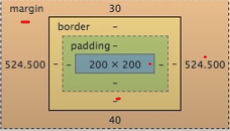 margin 30
border –
padding –
524.500 – – 200 × 200 – – 524.500
–
–
40